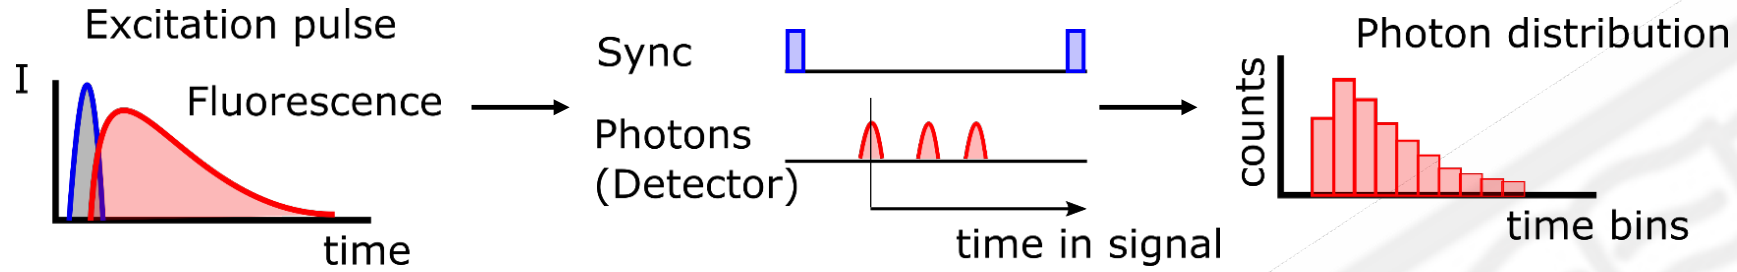 Excitation pulse
I
Fluorescence
time
Sync
Photons
(Detector)
time in signal
Photon distribution
counts
time bins